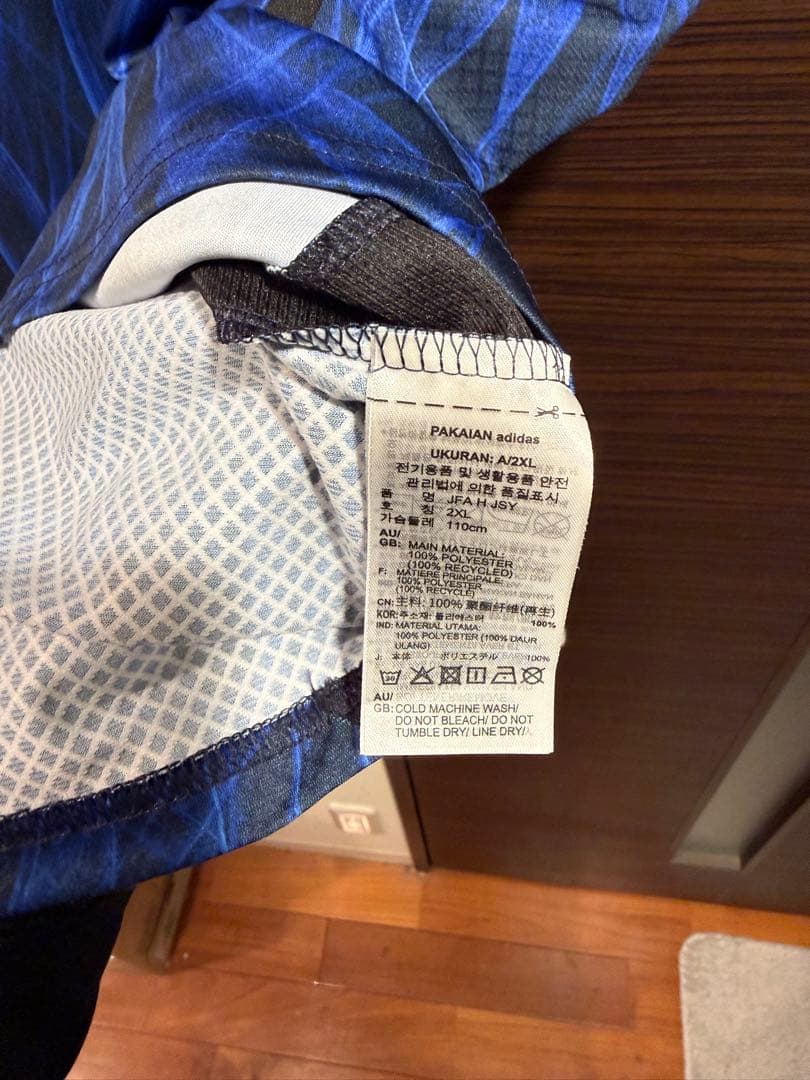 PAKAIAN adidas
UKURAN: A/2XL
전기용품 및 생활용품 안전
관리법에 의한 품질표시
품 명 JFA H JSY
호 칭 2XL
가슴둘레 110cm
AU/
GB: MAIN MATERIAL:
100% POLYESTER
(100% RECYCLED)
F: MATIERE PRINCIPALE:
100% POLYESTER
(100% RECYCLE)
CN: 主料: 100% 聚酯纤维(再生)
KOR: 주소재: 폴리에스터 100%
IND: MATERIAL UTAMA:
100% POLYESTER (100% DAUR
ULANG)
J: 本体 ポリエステル 100%
AU/
GB: COLD MACHINE WASH/
DO NOT BLEACH/ DO NOT
TUMBLE DRY/ LINE DRY/